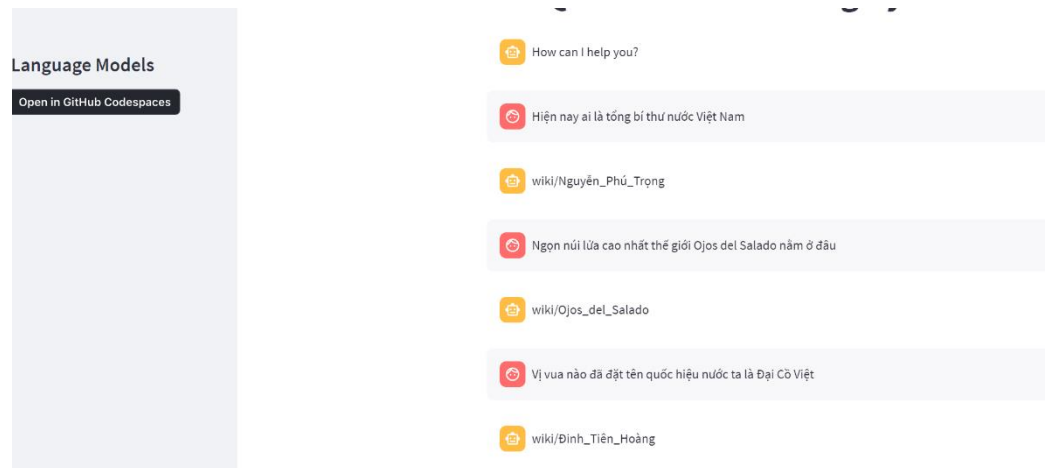 Language Models
Open in GitHub Codespaces
How can I help you?
Hiện nay ai là tổng bí thư nước Việt Nam
wiki/Nguyễn_Phú_Trọng
Ngọn núi lửa cao nhất thế giới Ojos del Salado nằm ở đâu
wiki/Ojos_del_Salado
Vị vua nào đã đặt tên quốc hiệu nước ta là Đại Cồ Việt
wiki/Đinh_Tiên_Hoàng